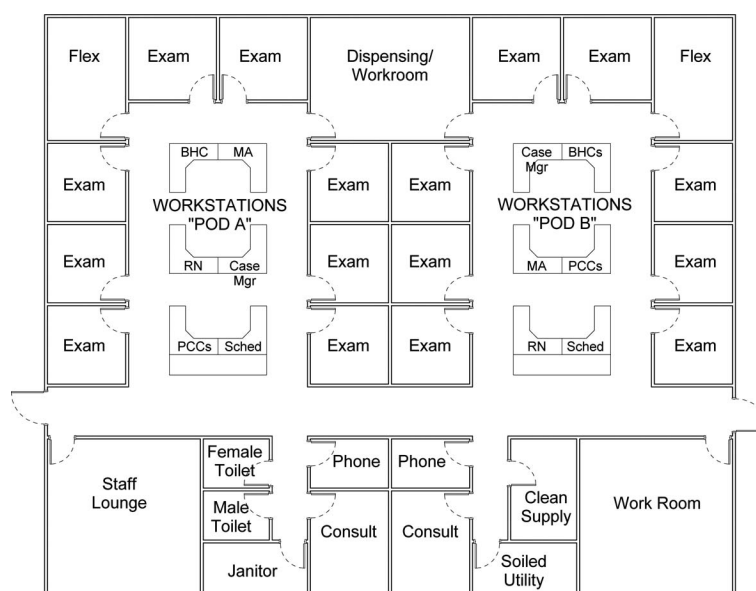 Flex
Exam
Exam
Dispensing/
Workroom
Exam
Exam
Flex
BHC
MA
Case
Mgr
BHCs
Exam
Exam
Exam
Exam
WORKSTATIONS
"POD A"
WORKSTATIONS
"POD B"
Exam
Exam
Exam
Exam
RN
Case
Mgr
MA
PCCs
Exam
Exam
Exam
Exam
PCCs
Sched
RN
Sched
Female
Toilet
Phone
Phone
Staff
Lounge
Male
Toilet
Consult
Consult
Clean
Supply
Work Room
Janitor
Soiled
Utility